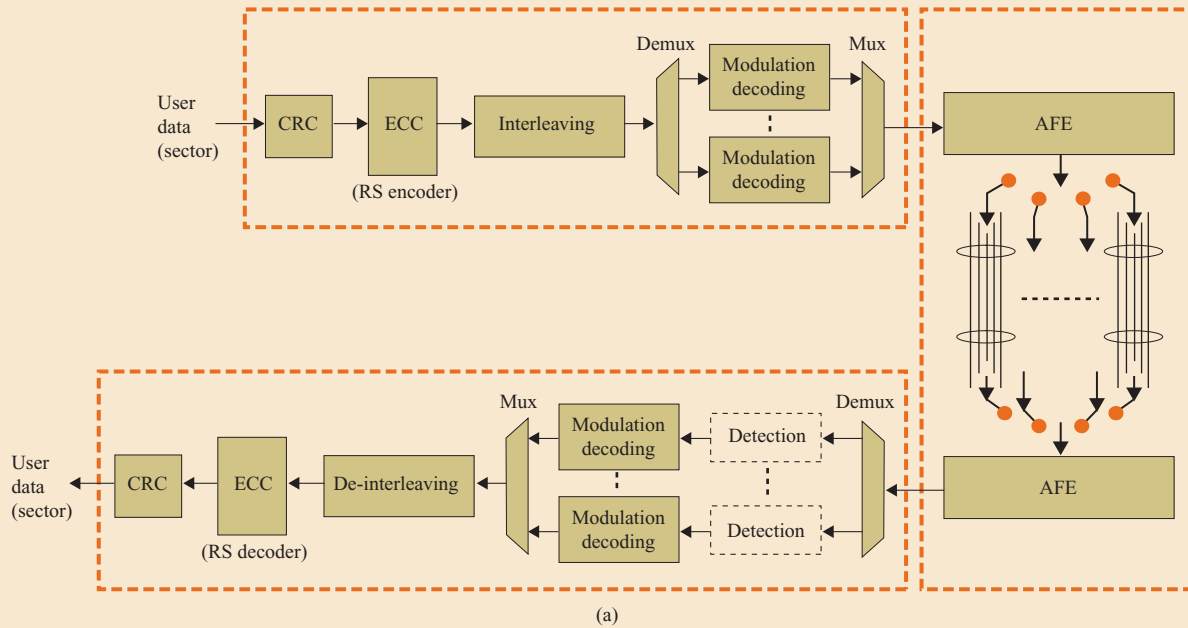 Demux
Mux
Modulation
decoding
User
data
(sector)
CRC
ECC
Interleaving
AFE
Modulation
decoding
(RS encoder)
Mux
Demux
Modulation
decoding
Detection
User
data
(sector)
CRC
ECC
De-interleaving
AFE
Modulation
decoding
Detection
(RS decoder)
(a)